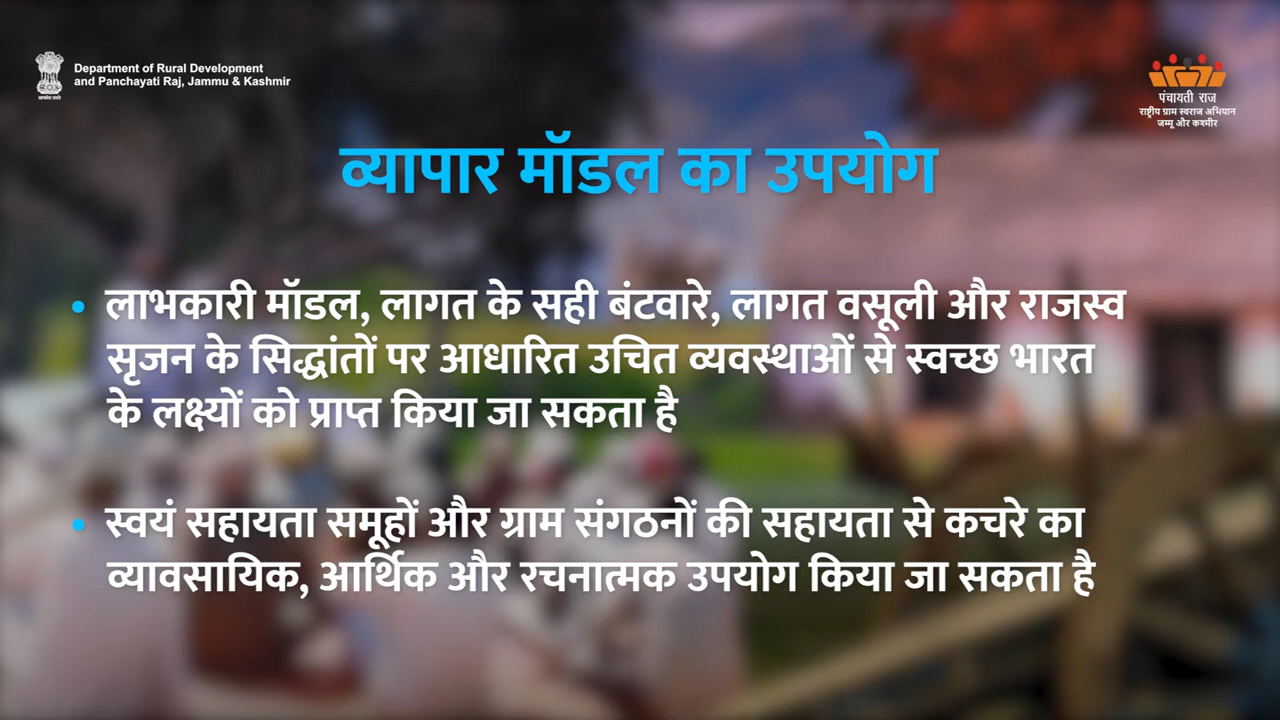 Department of Rural Development
and Panchayati Raj, Jammu & Kashmir
पंचायती राज
राष्ट्रीय ग्राम स्वराज अभियान
जम्मू और कश्मीर
व्यापार मॉडल का उपयोग
• लाभकारी मॉडल, लागत के सही बंटवारे, लागत वसूली और राजस्व
सृजन के सिद्धांतों पर आधारित उचित व्यवस्थाओं से स्वच्छ भारत
के लक्ष्यों को प्राप्त किया जा सकता है
• स्वयं सहायता समूहों और ग्राम संगठनों की सहायता से कचरे का
व्यावसायिक, आर्थिक और रचनात्मक उपयोग किया जा सकता है